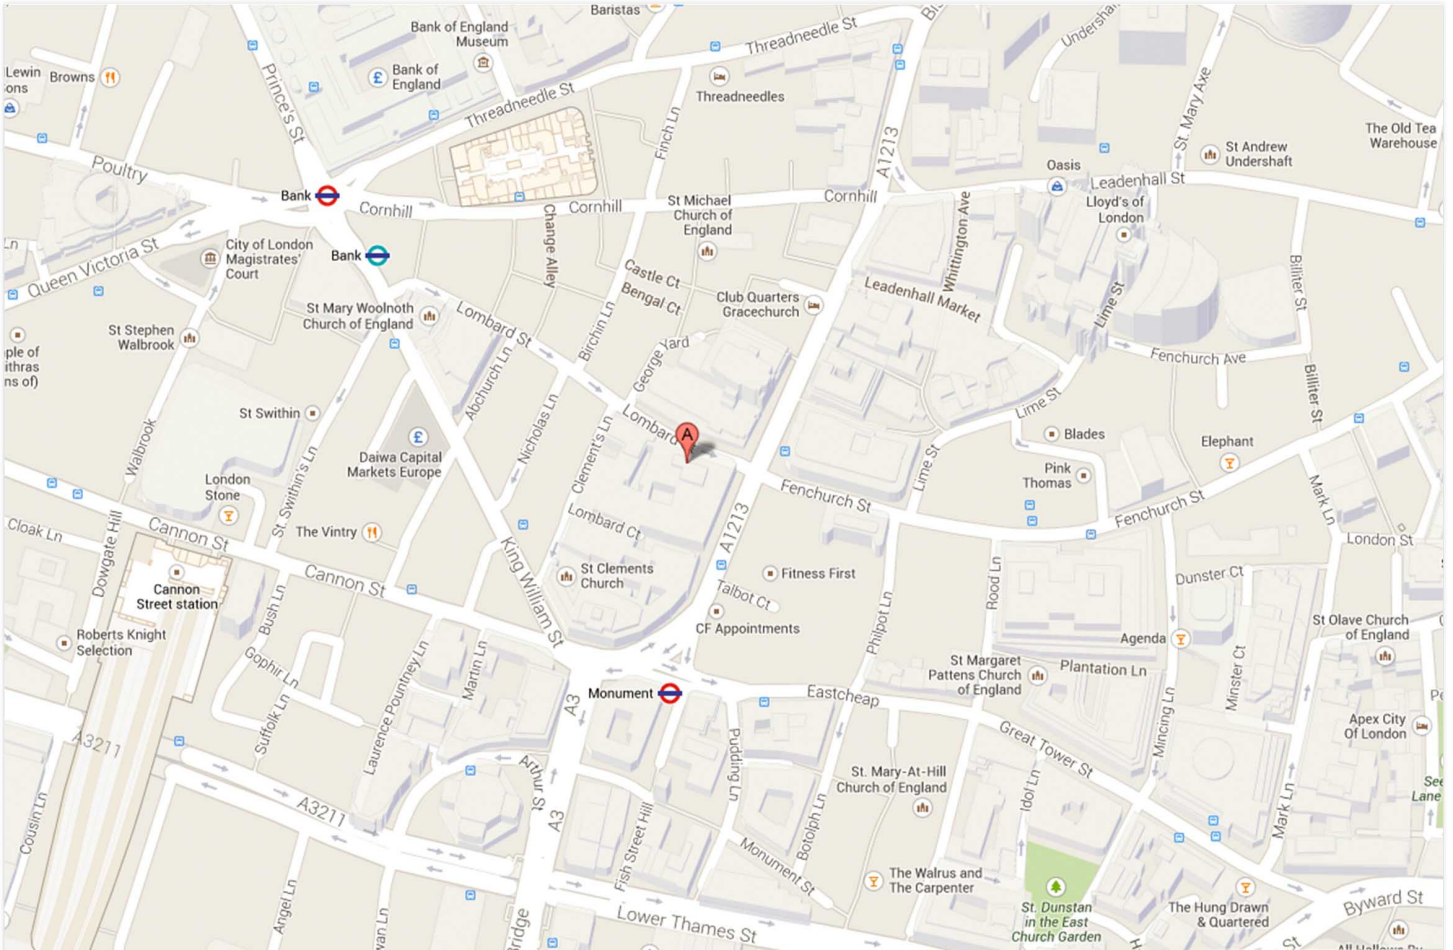 Baristas
Bank of England
Museum
Threadneedle St
Lewin
ons
Browns
Bank of
England
Prince's St
Threadneedle St
Threadneedles
Finch Ln
A1213
St. Mary Axe
The Old Tea
Warehouse
St Andrew
Undershaft
Poultry
Bank
Cornhill
Cornhill
Cornhill
St Michael
Church of
England
Oasis
Leadenhall St
Lloyd's of
London
Whittington Ave
Change Alley
Queen Victoria St
City of London
Magistrates'
Court
Bank
Castle Ct
Bengal Ct
Club Quarters
Gracechurch
Leadenhall Market
Lime St
Billiter St
St Mary Woolnoth
Church of England
Lombard St
Birchin Ln
St Stephen
Walbrook
ple of
ithras
ns of)
George Yard
Fenchurch Ave
Billiter St
Abchurch Ln
Nicholas Ln
Clement's Ln
Lombard
A
Lime St
St Swithin
Walbrook
Daiwa Capital
Markets Europe
Lime St
Blades
Elephant
Pink
Thomas
London
Stone
St. Swithin's Ln
Fenchurch St
Fenchurch St
Mark Ln
Cloak Ln
Dowgate Hill
Cannon St
The Vintry
Lombard Ct
A1213
London St
Cannon
Street station
Cannon St
King William St
St Clements
Church
Fitness First
Talbot Ct
CF Appointments
Rood Ln
Dunster Ct
Philpot Ln
Bush Ln
Roberts Knight
Selection
Gophir Ln
Laurence Pountney Ln
Martin Ln
Agenda
St Olave Church
of England
St Margaret
Pattens Church
of England
Plantation Ln
Minster Ct
Monument
Eastcheap
Suffolk Ln
A3
A3211
Great Tower St
Mincing Ln
Apex City
Of London
Pudding Ln
Arthur St
St. Mary-At-Hill
Church of England
Idol Ln
See
Lane
Mark Ln
A3211
A3
Cousin Ln
Fish Street Hill
Botolph Ln
Monument St
The Walrus and
The Carpenter
Angel Ln
St. Dunstan
in the East
Church Garden
The Hung Drawn
& Quartered
Byward St
Lower Thames St